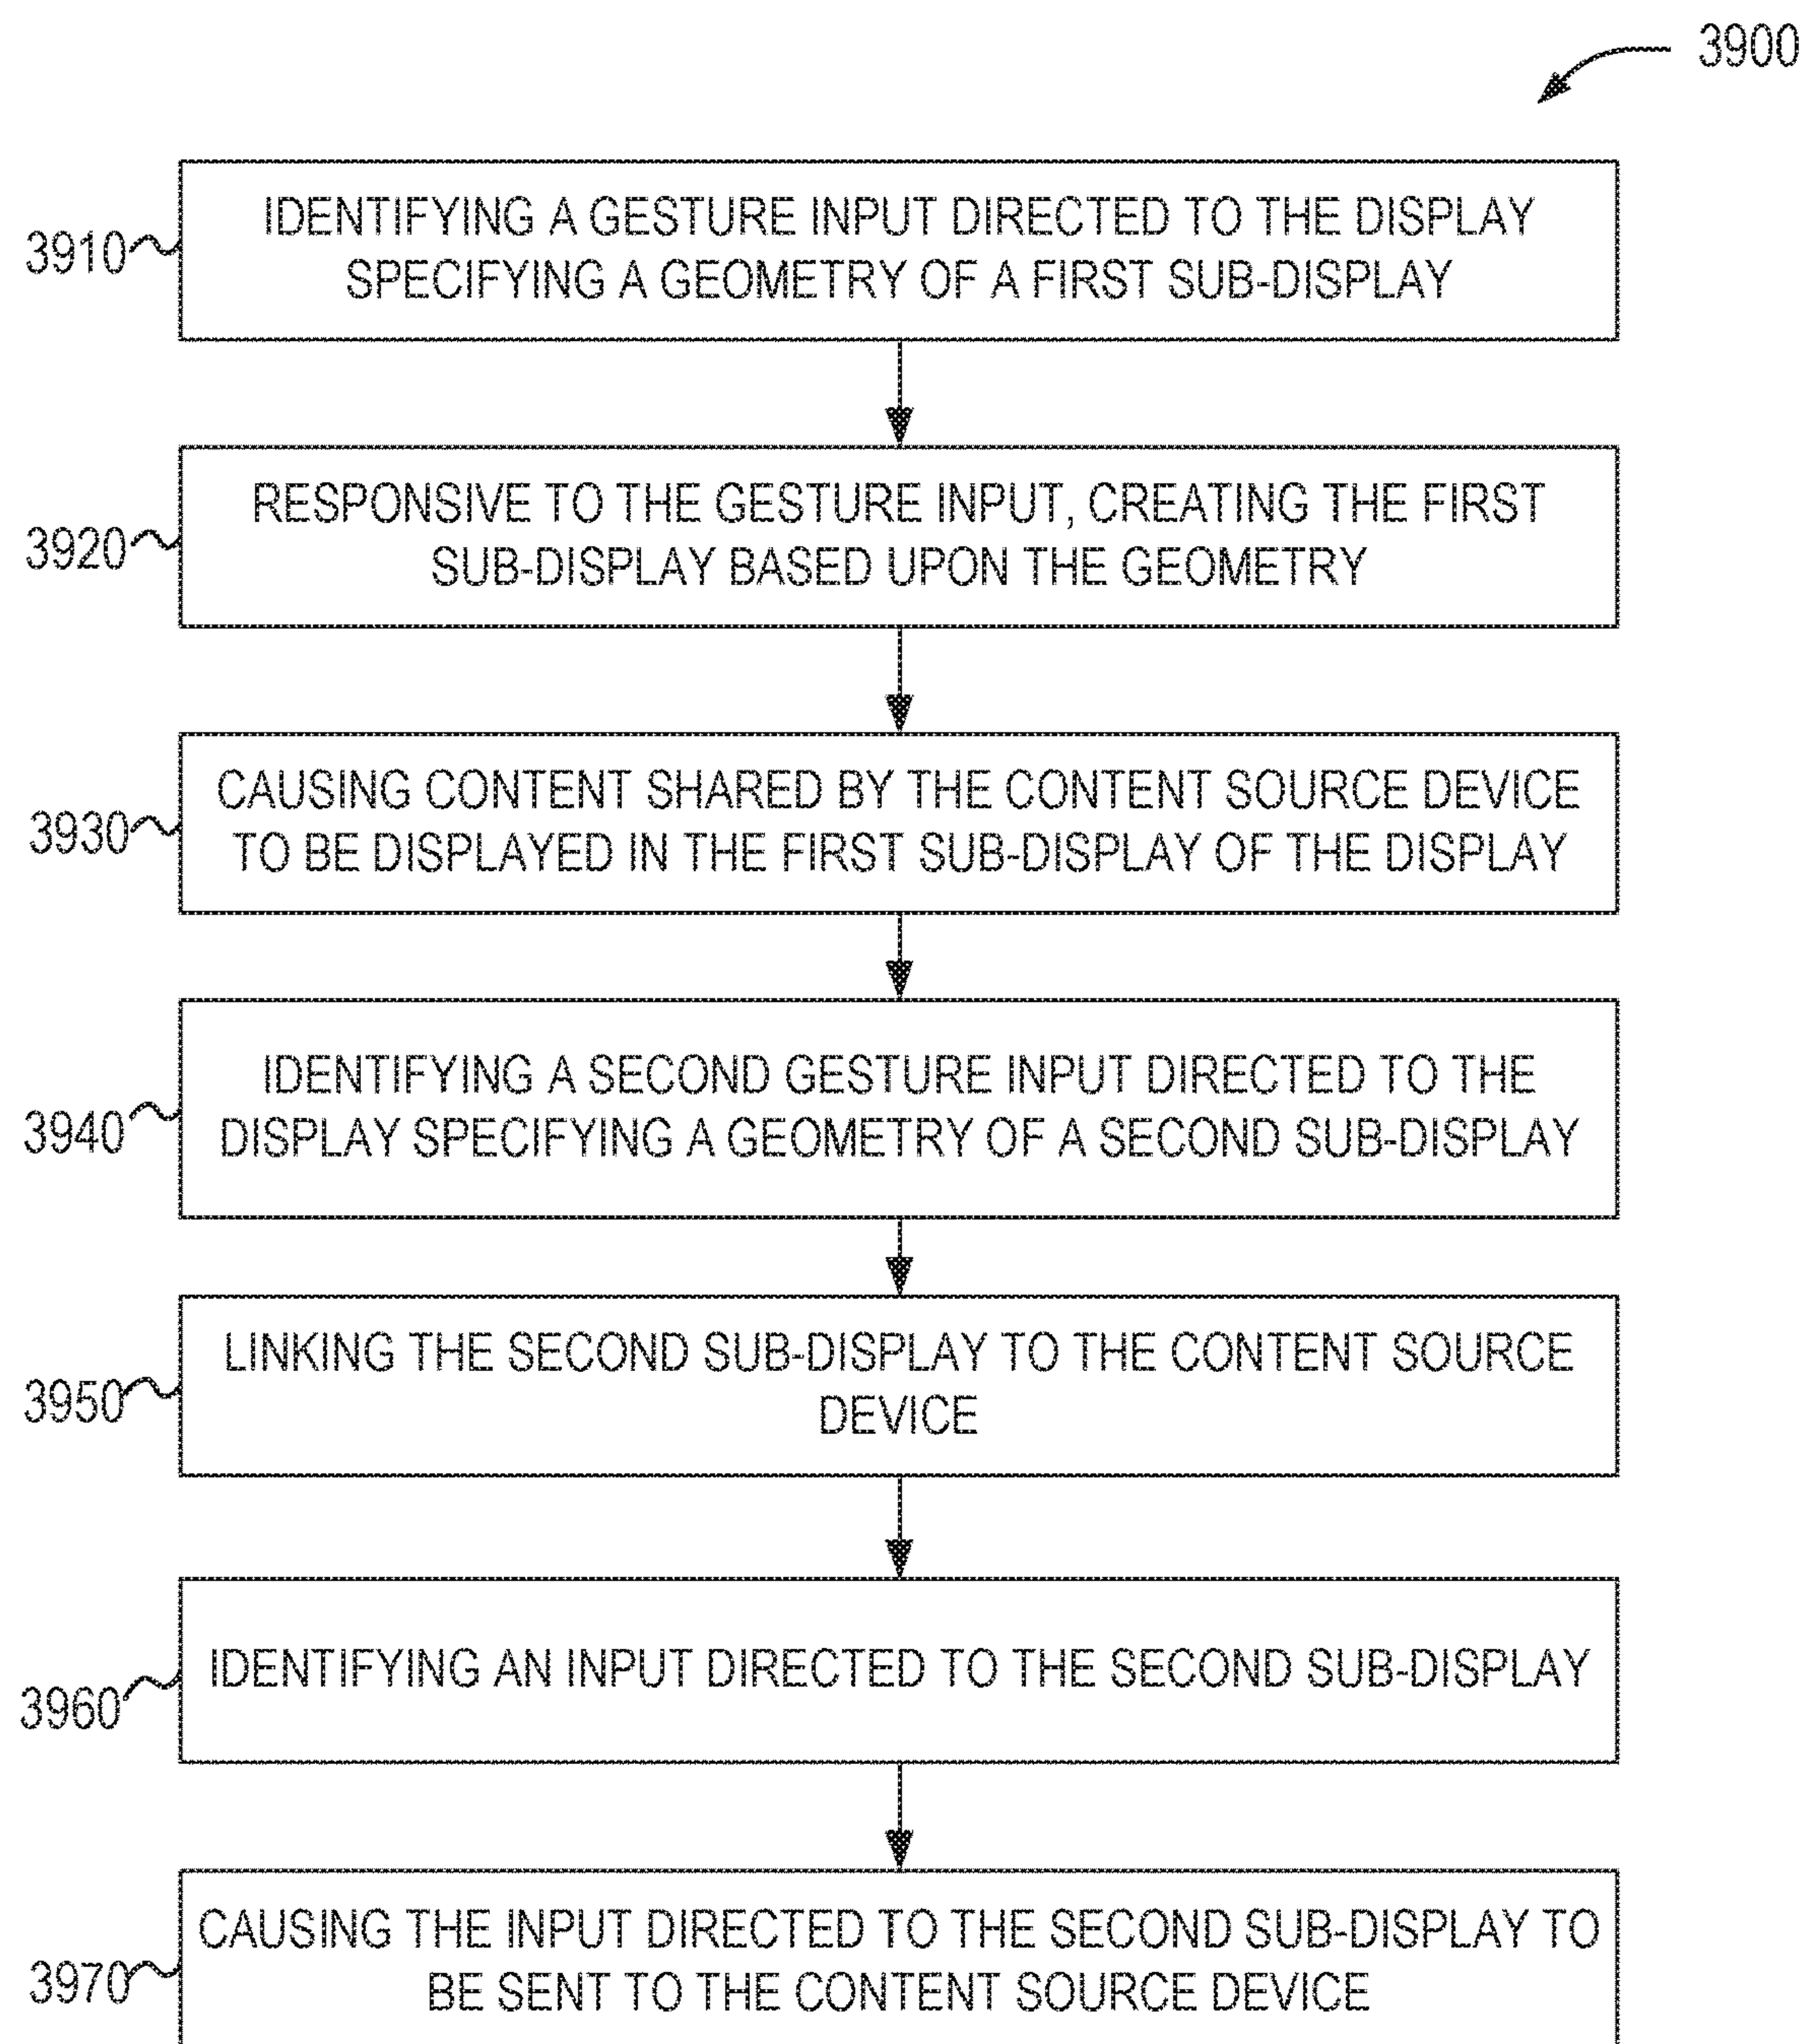 3900
3910
IDENTIFYING A GESTURE INPUT DIRECTED TO THE DISPLAY
SPECIFYING A GEOMETRY OF A FIRST SUB-DISPLAY
3920
RESPONSIVE TO THE GESTURE INPUT, CREATING THE FIRST
SUB-DISPLAY BASED UPON THE GEOMETRY
3930
CAUSING CONTENT SHARED BY THE CONTENT SOURCE DEVICE
TO BE DISPLAYED IN THE FIRST SUB-DISPLAY OF THE DISPLAY
3940
IDENTIFYING A SECOND GESTURE INPUT DIRECTED TO THE
DISPLAY SPECIFYING A GEOMETRY OF A SECOND SUB-DISPLAY
3950
LINKING THE SECOND SUB-DISPLAY TO THE CONTENT SOURCE
DEVICE
3960
IDENTIFYING AN INPUT DIRECTED TO THE SECOND SUB-DISPLAY
3970
CAUSING THE INPUT DIRECTED TO THE SECOND SUB-DISPLAY TO
BE SENT TO THE CONTENT SOURCE DEVICE